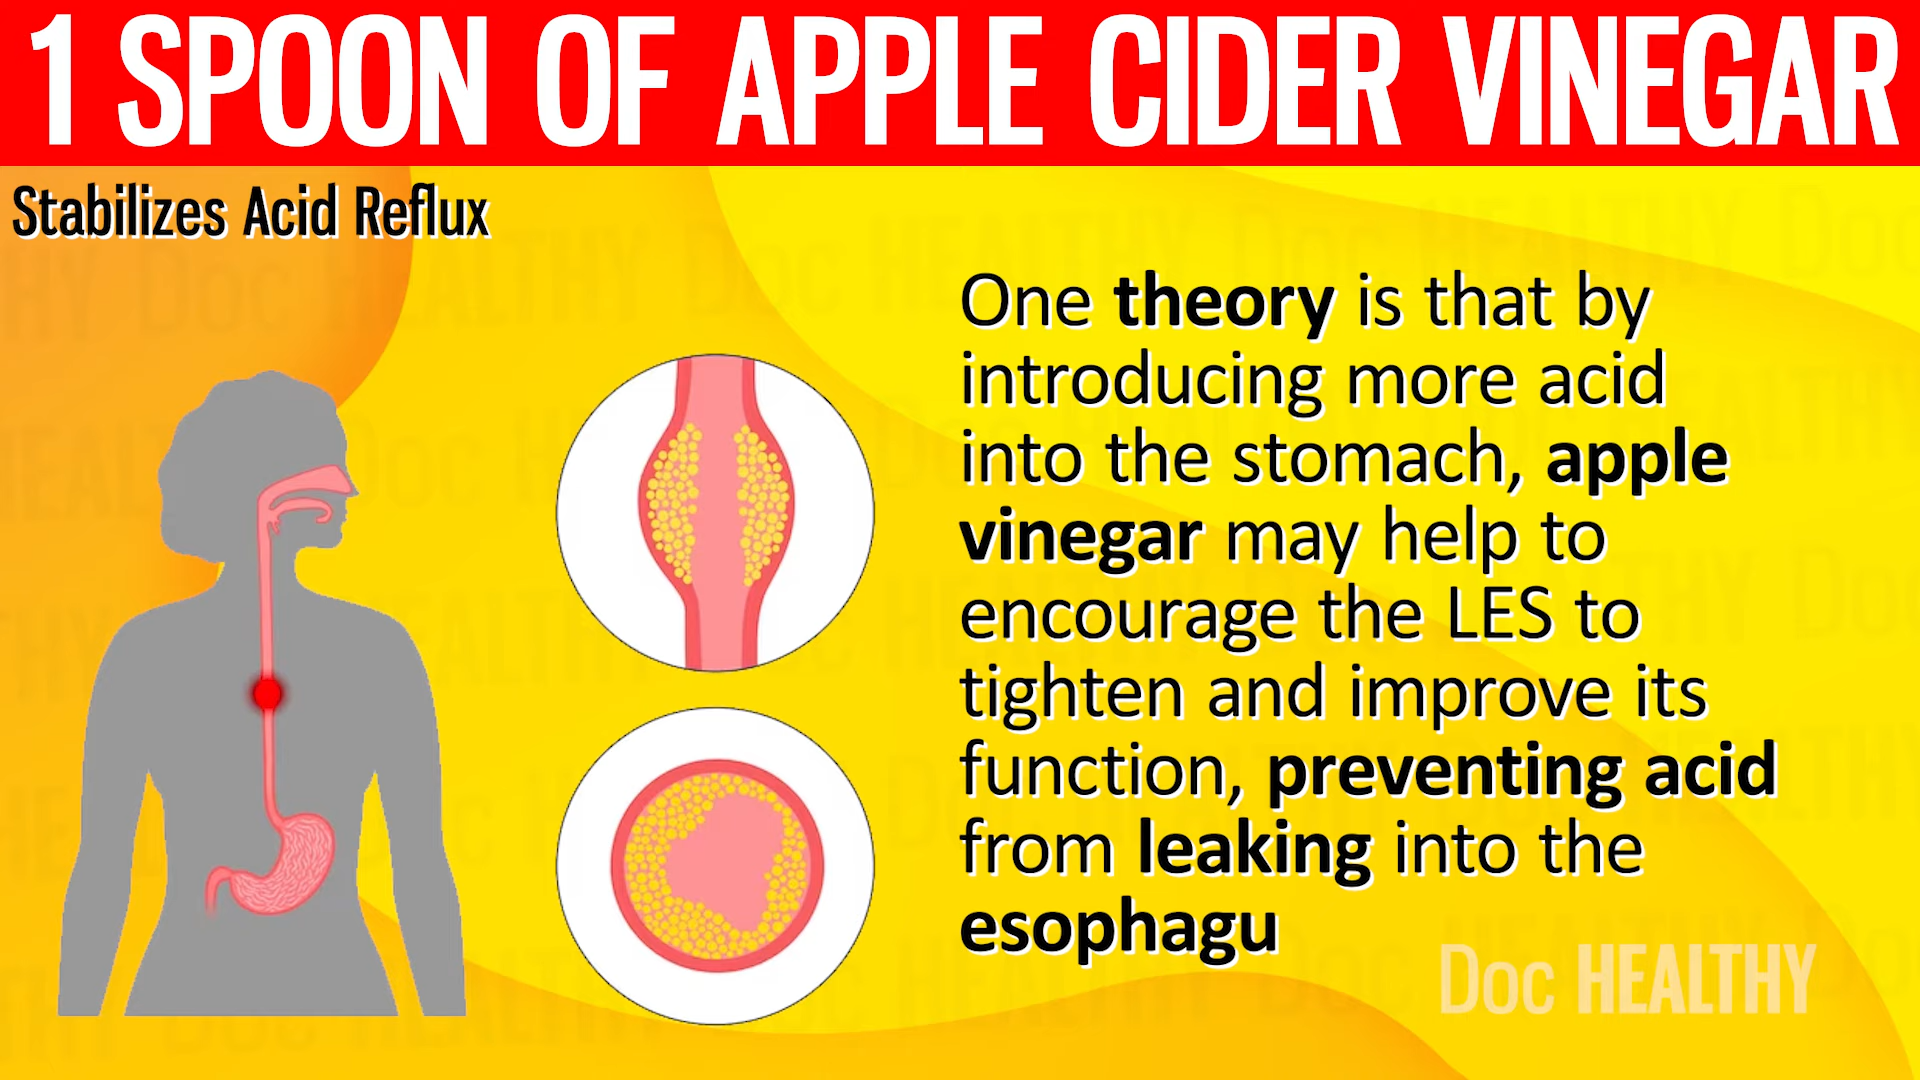 1 SPOON OF APPLE CIDER VINEGAR
Stabilizes Acid Reflux
One theory is that by
introducing more acid
into the stomach, apple
vinegar may help to
encourage the LES to
tighten and improve its
function, preventing acid
from leaking into the
esophagu
Doc HEALTHY